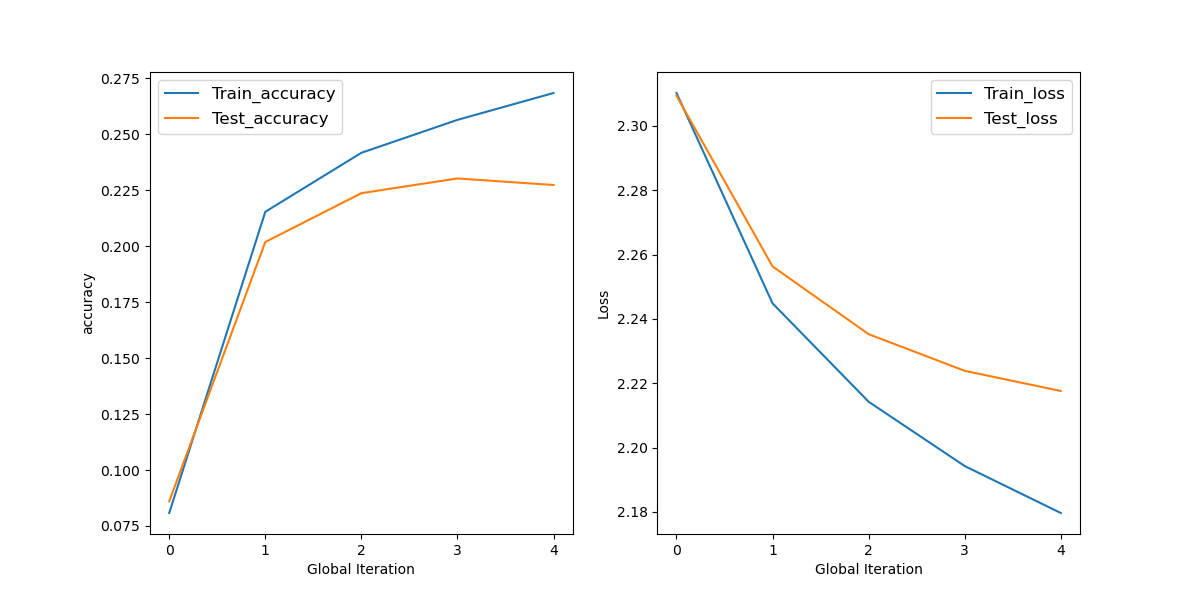 0.275
0.250
0.225
0.200
0.175
0.150
0.125
0.100
0.075
accuracy
Train_accuracy
Test_accuracy
0 1 2 3 4
Global Iteration
2.30
2.28
2.26
2.24
2.22
2.20
2.18
Loss
Train_loss
Test_loss
0 1 2 3 4
Global Iteration